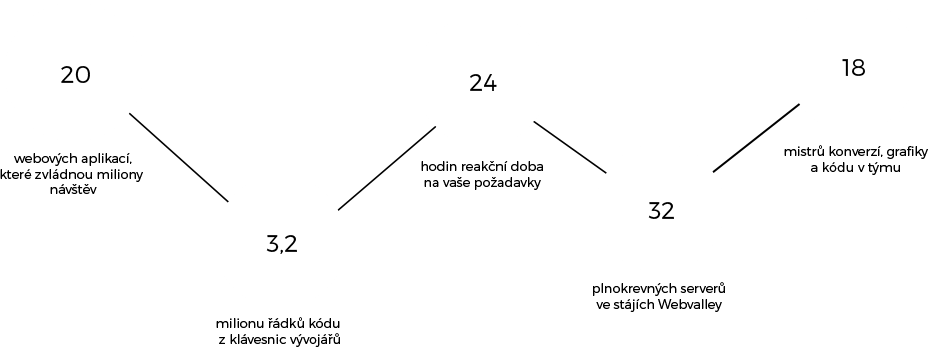 20
webových aplikací,
které zvládnou miliony
návštěv
3,2
milionu řádků kódu
z klávesnic vývojářů
24
hodin reakční doba
na vaše požadavky
32
plnokrevných serverů
ve stájích Webvalley
18
mistrů konverzí, grafiky
a kódu v týmu